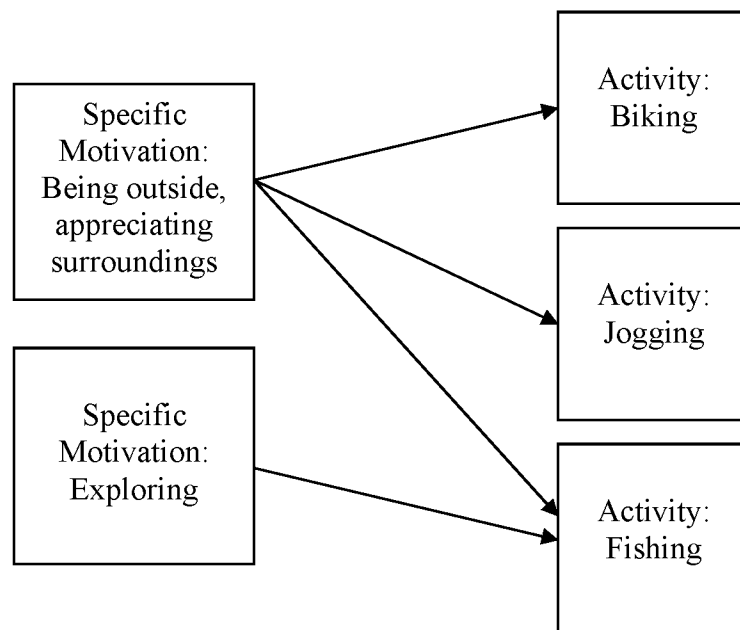 Specific
Motivation:
Being outside,
appreciating
surroundings
Specific
Motivation:
Exploring
Activity:
Biking
Activity:
Jogging
Activity:
Fishing